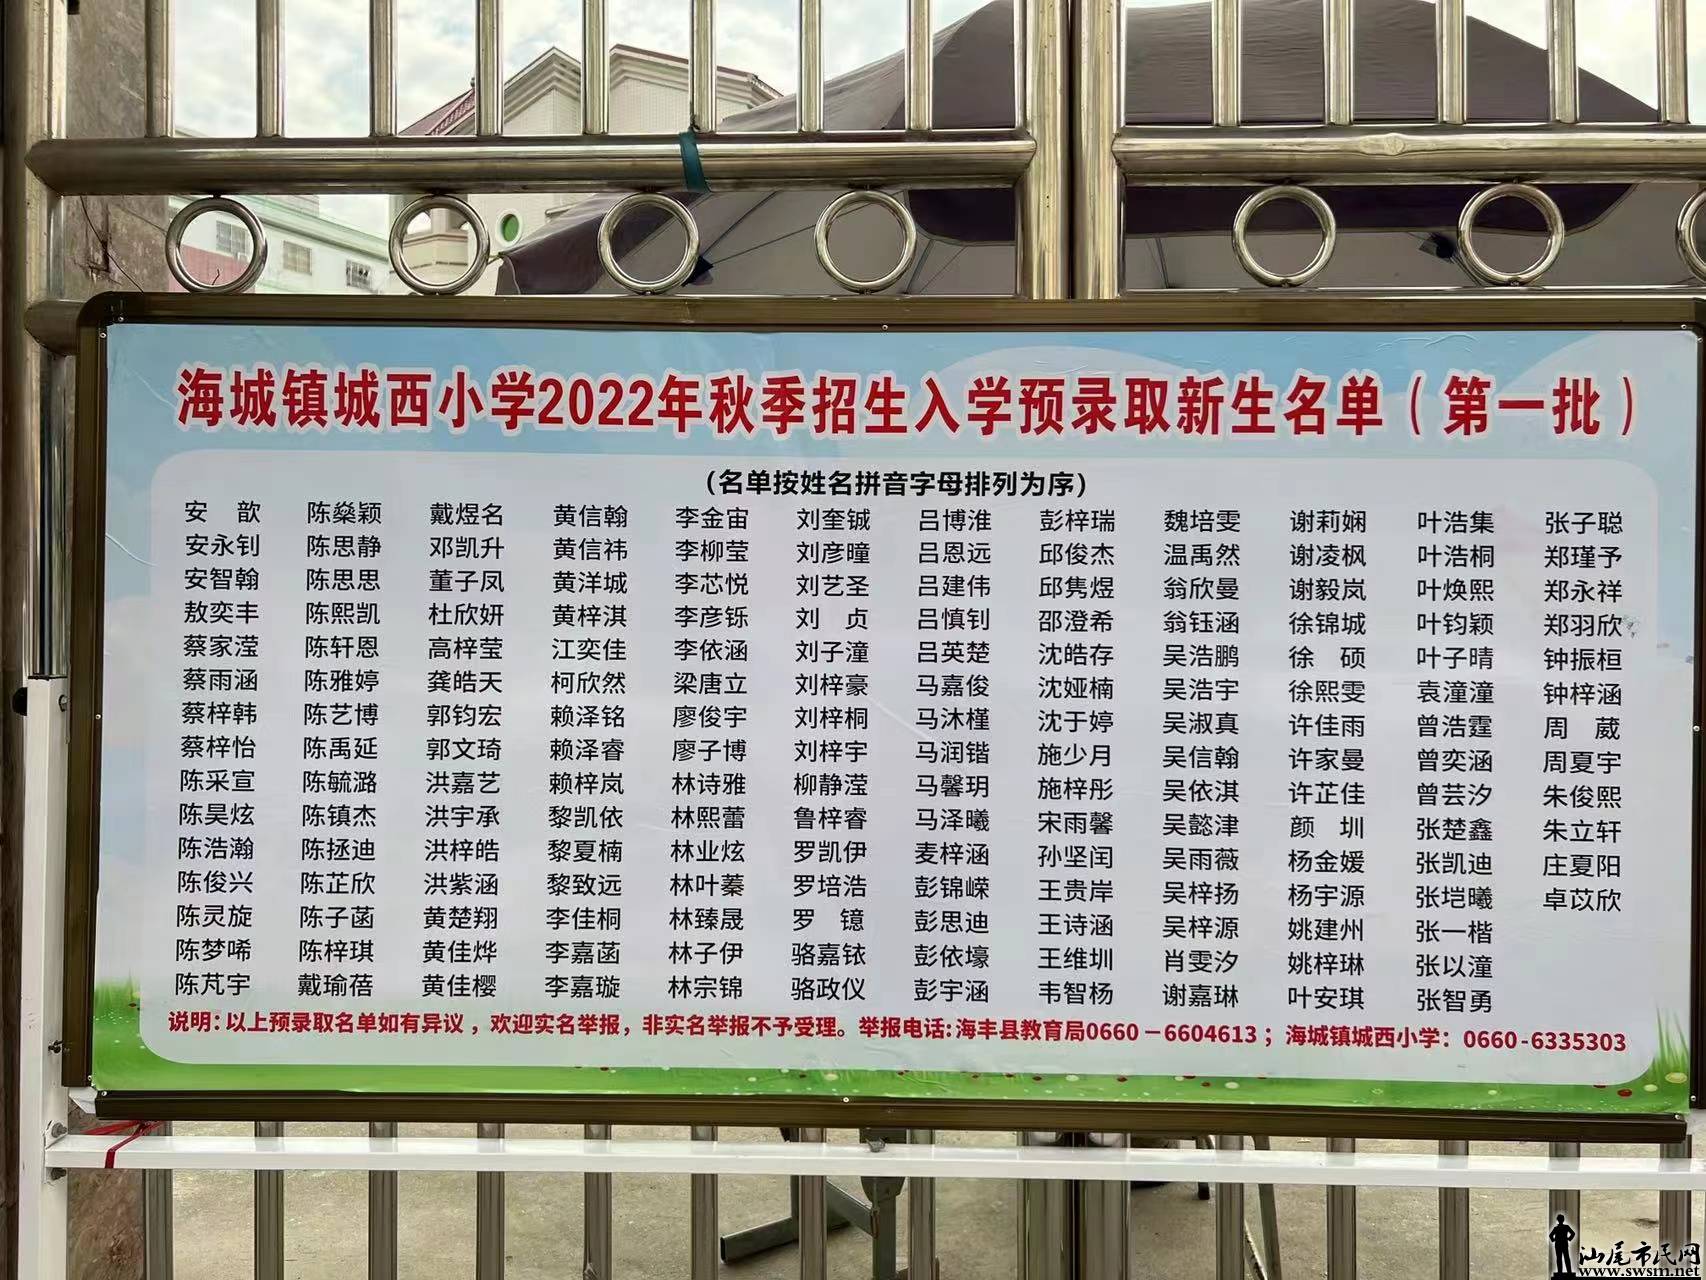 海城镇城西小学2022年秋季招生入学预录取新生名单（第一批）
（名单按姓名拼音字母排列为序）
安 歆 陈燊颖 戴煜名 黄信翰 李金宙 刘奎铖 吕博淮 彭梓瑞 魏培雯 谢莉娴 叶浩集 张子聪
安永钊 陈思静 邓凯升 黄信祎 李柳莹 刘彦曈 吕恩远 邱俊杰 温禹然 谢凌枫 叶浩桐 郑瑾予
安智翰 陈思思 董子凤 黄洋城 李芯悦 刘艺圣 吕建伟 邱隽煜 翁欣曼 谢毅岚 叶焕熙 郑永祥
敖奕丰 陈熙凯 杜欣妍 黄梓淇 李彦铄 刘 贞 吕慎钊 邵澄希 翁钰涵 徐锦城 叶钧颖 郑羽欣
蔡家滢 陈轩恩 高梓莹 江奕佳 李依涵 刘子潼 吕英楚 沈皓存 吴浩鹏 徐 硕 叶子晴 钟振桓
蔡雨涵 陈雅婷 龚皓天 柯欣然 梁唐立 刘梓豪 马嘉俊 沈娅楠 吴浩宇 徐熙雯 袁潼潼 钟梓涵
蔡梓韩 陈艺博 郭钧宏 赖泽铭 廖俊宇 刘梓桐 马沐槿 沈于婷 吴淑真 许佳雨 曾浩霆 周 葳
蔡梓怡 陈禹延 郭文琦 赖泽睿 廖子博 刘梓宇 马润锴 施少月 吴信翰 许家曼 曾奕涵 周夏宇
陈采宣 陈毓潞 洪嘉艺 赖梓岚 林诗雅 柳静滢 马馨玥 施梓彤 吴依淇 许芷佳 曾芸汐 朱俊熙
陈昊炫 陈镇杰 洪宇承 黎凯依 林熙蕾 鲁梓睿 马泽曦 宋雨馨 吴懿津 颜 圳 张楚鑫 朱立轩
陈浩瀚 陈拯迪 洪梓皓 黎夏楠 林业炫 罗凯伊 麦梓涵 孙坚闰 吴雨薇 杨金媛 张凯迪 庄夏阳
陈俊兴 陈芷欣 洪紫涵 黎致远 林叶蓁 罗培浩 彭锦嵘 王贵岸 吴梓扬 杨宇源 张垲曦 卓苡欣
陈灵旋 陈子菡 黄楚翔 李佳桐 林臻晟 罗 镱 彭思迪 王诗涵 吴梓源 姚建州 张一楷
陈梦唏 陈梓琪 黄佳烨 李嘉菡 林子伊 骆嘉铱 彭依壕 王维圳 肖雯汐 姚梓琳 张以潼
陈芃宇 戴瑜蓓 黄佳樱 李嘉璇 林宗锦 骆政仪 彭宇涵 韦智杨 谢嘉琳 叶安琪 张智勇
说明：以上预录取名单如有异议，欢迎实名举报，非实名举报不予受理。举报电话：海丰县教育局0660－6604613；海城镇城西小学：0660-6335303
汕尾市民网
www.swsm.net